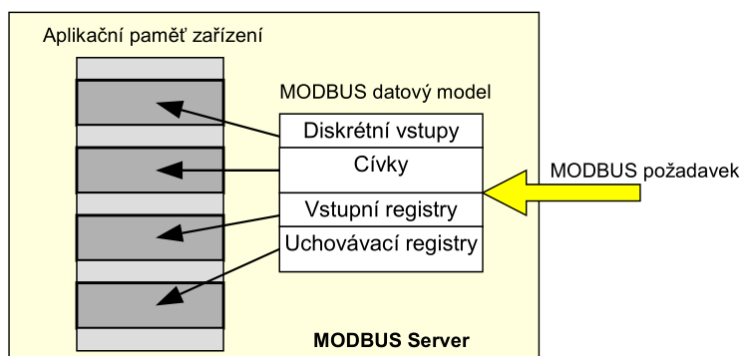 Aplikační paměť zařízení
MODBUS datový model
Diskrétní vstupy
Cívky
Vstupní registry
Uchovávací registry
MODBUS požadavek
MODBUS Server